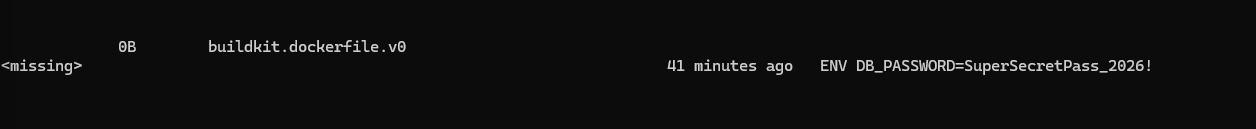 0B buildkit.dockerfile.v0
<missing> 41 minutes ago ENV DB_PASSWORD=SuperSecretPass_2026!